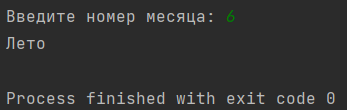 Введите номер месяца: 6
Лето
Process finished with exit code 0